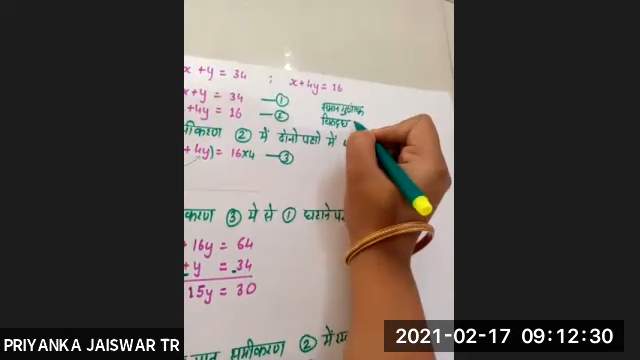 x + y = 34 ; x + 4y = 16
x + y = 34 —①
+ 4y = 16 —②
समान गुणांक
विलुप्त
मीकरण ② में दोनो पक्षो में
+ 4y) = 16×4 —③
करण ③ मे से ① घटाने पर
+ 16y = 64
+ y = 34
15y = 30
समीकरण ② में
PRIYANKA JAISWAR TR
2021-02-17 09:12:30